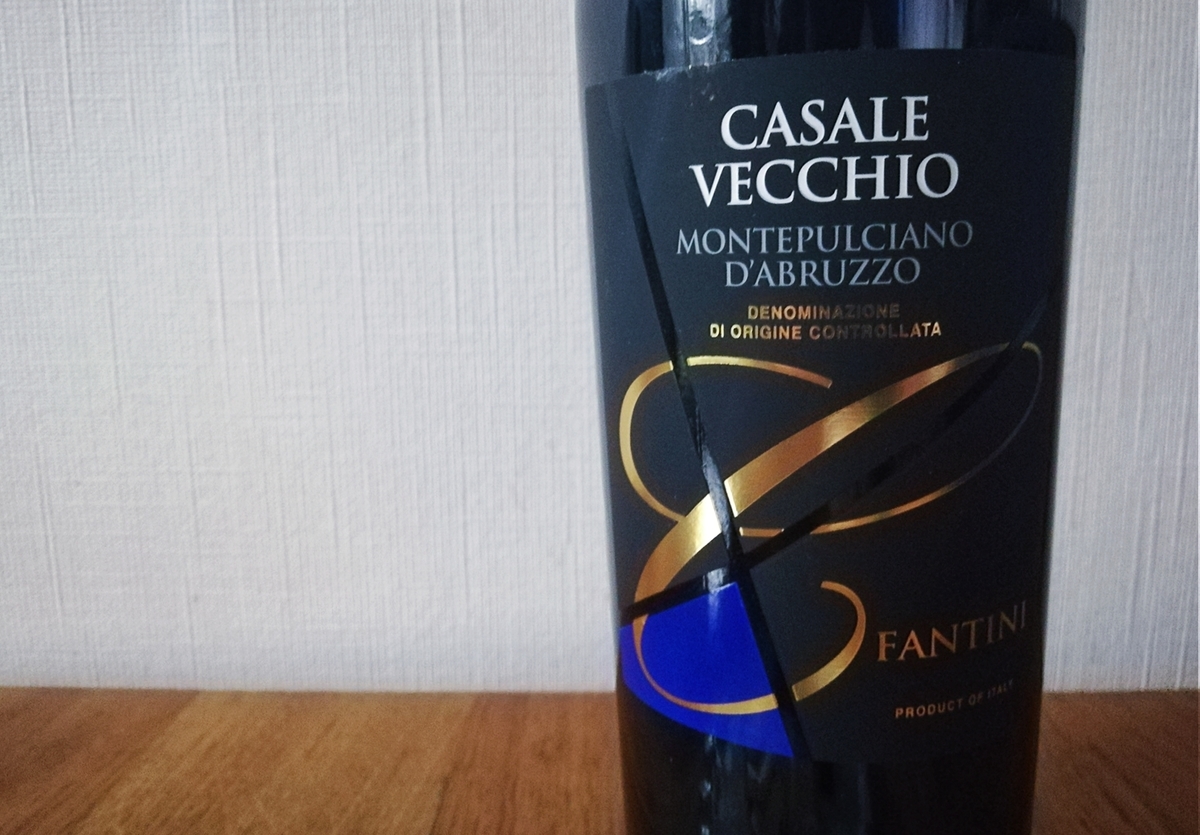 CASALE
VECCHIO
MONTEPULCIANO
D'ABRUZZO
DENOMINAZIONE
DI ORIGINE CONTROLLATA
FANTINI
PRODUCT OF ITALY